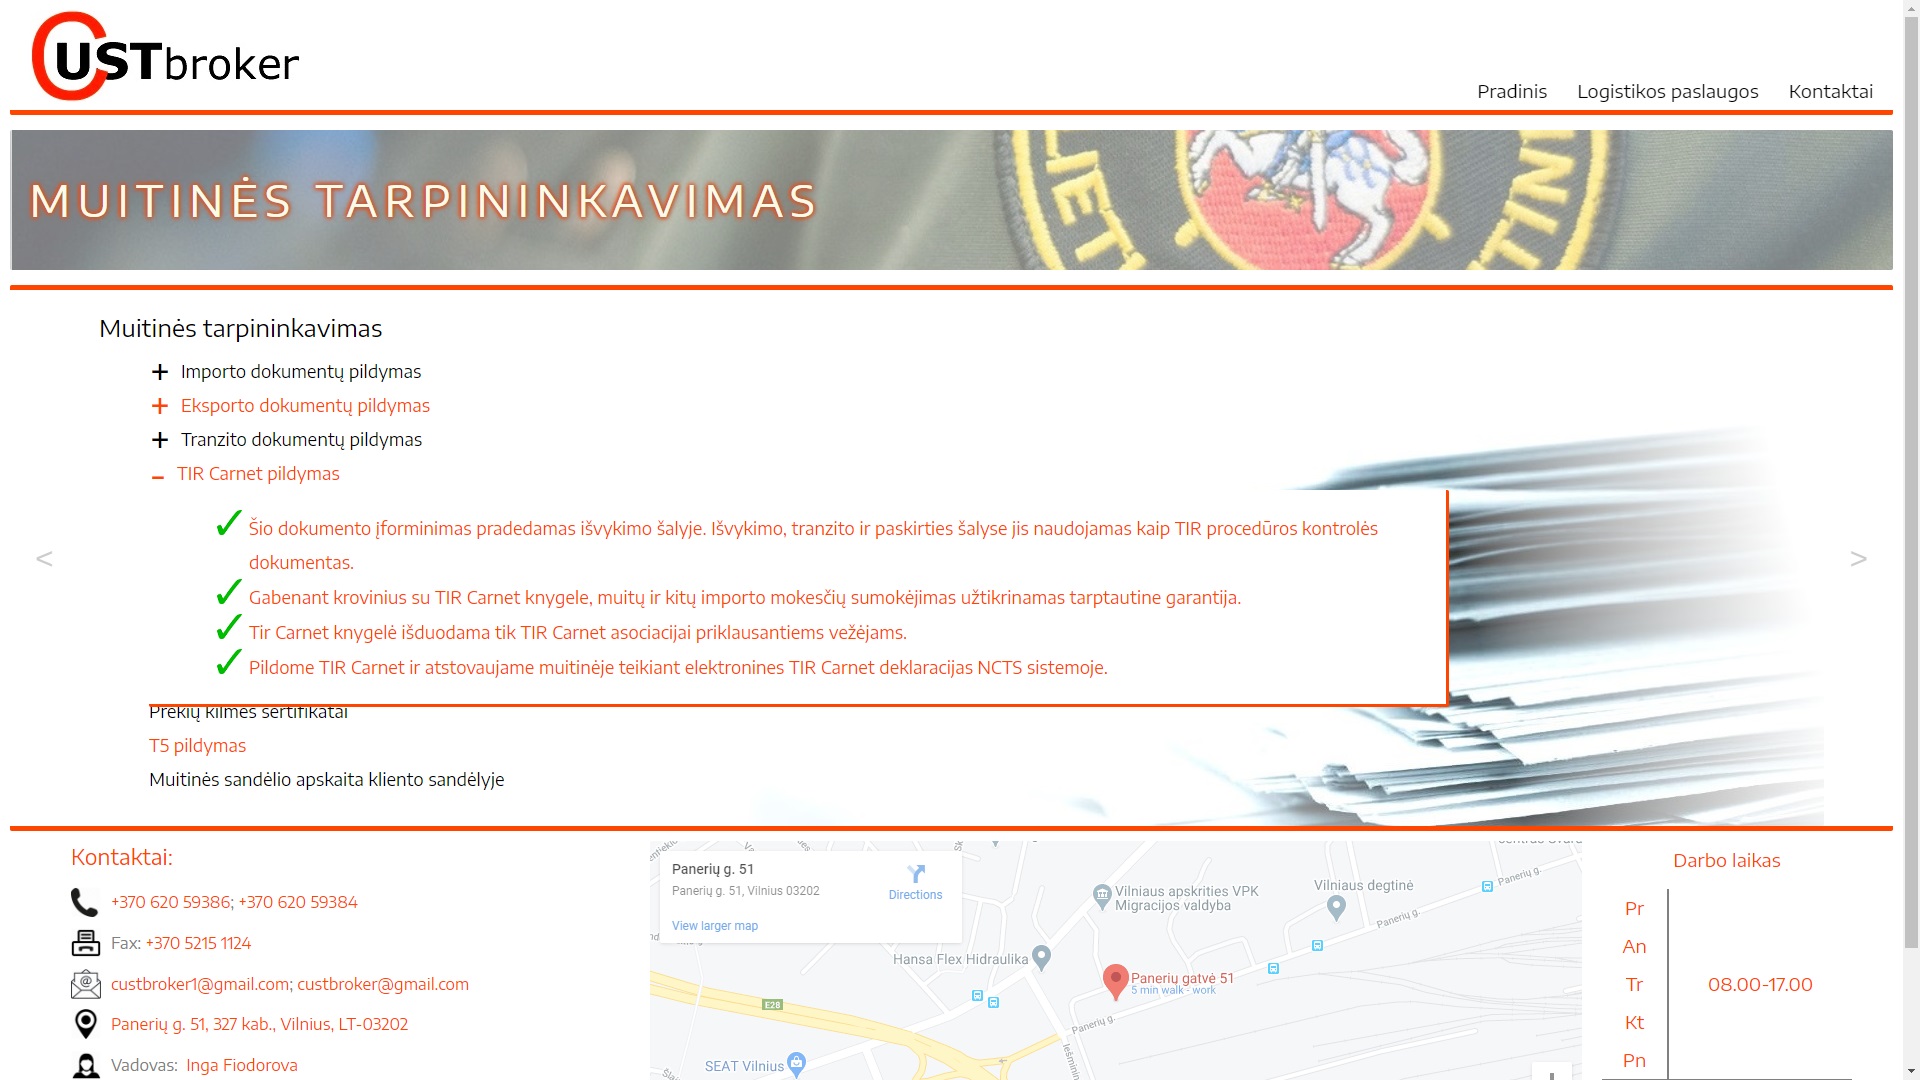 CUSTbroker
Pradinis Logistikos paslaugos Kontaktai
MUITINĖS TARPININKAVIMAS
Muitinės tarpininkavimas
+ Importo dokumentų pildymas
+ Eksporto dokumentų pildymas
+ Tranzito dokumentų pildymas
– TIR Carnet pildymas
✓ Šio dokumento įforminimas pradedamas išvykimo šalyje. Išvykimo, tranzito ir paskirties šalyse jis naudojamas kaip TIR procedūros kontrolės
dokumentas.
✓ Gabenant krovinius su TIR Carnet knygele, muitų ir kitų importo mokesčių sumokėjimas užtikrinamas tarptautine garantija.
✓ Tir Carnet knygelė išduodama tik TIR Carnet asociacijai priklausantiems vežėjams.
✓ Pildome TIR Carnet ir atstovaujame muitinėje teikiant elektronines TIR Carnet deklaracijas NCTS sistemoje.
<
>
Prekių kilmės sertifikatai
T5 pildymas
Muitinės sandėlio apskaita kliento sandėlyje
Kontaktai:
+370 620 59386; +370 620 59384
Fax: +370 5215 1124
custbroker1@gmail.com; custbroker@gmail.com
Panerių g. 51, 327 kab., Vilnius, LT-03202
Vadovas: Inga Fiodorova
Panerių g. 51
Panerių g. 51, Vilnius 03202
Directions
View larger map
Vilniaus apskrities VPK
Migracijos valdyba
Vilniaus degtinė
Panerių g.
Panerių g.
Hansa Flex Hidraulika
Panerių gatvė 51
5 min walk - work
E28
Panerių g.
SEAT Vilnius
Darbo laikas
Pr
An
Tr 08.00-17.00
Kt
Pn